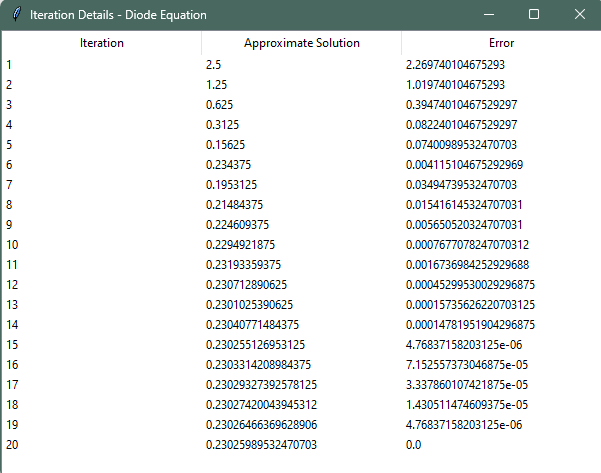 Iteration Details - Diode Equation
Iteration Approximate Solution Error
1 2.5 2.269740104675293
2 1.25 1.019740104675293
3 0.625 0.39474010467529297
4 0.3125 0.08224010467529297
5 0.15625 0.07400989532470703
6 0.234375 0.004115104675292969
7 0.1953125 0.03494739532470703
8 0.21484375 0.015416145324707031
9 0.224609375 0.005650520324707031
10 0.2294921875 0.0007677078247070312
11 0.23193359375 0.0016736984252929688
12 0.230712890625 0.00045299530029296875
13 0.2301025390625 0.00015735626220703125
14 0.23040771484375 0.00014781951904296875
15 0.230255126953125 4.76837158203125e-06
16 0.2303314208984375 7.152557373046875e-05
17 0.23029327392578125 3.337860107421875e-05
18 0.23027420043945312 1.430511474609375e-05
19 0.23026466369628906 4.76837158203125e-06
20 0.23025989532470703 0.0